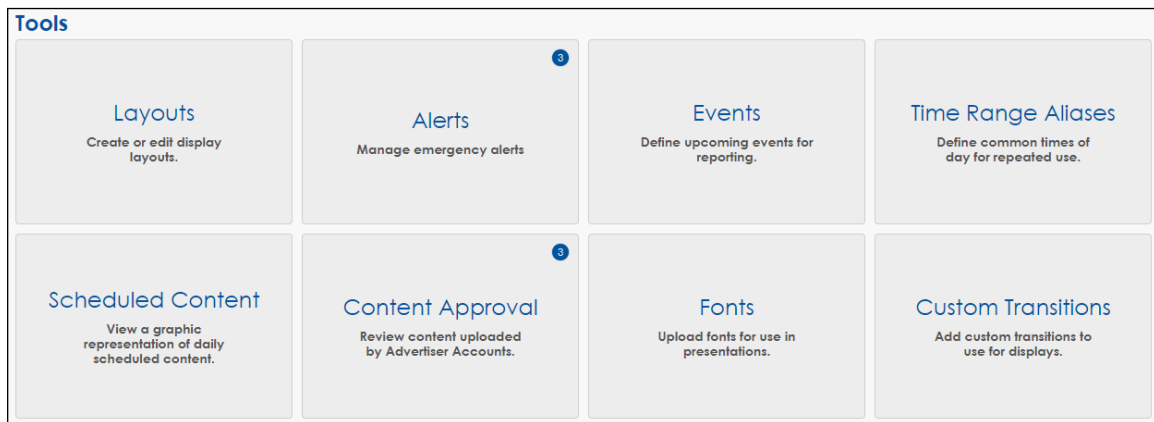 Tools
Layouts
Create or edit display
layouts.
3
Alerts
Manage emergency alerts
Events
Define upcoming events for
reporting.
Time Range Aliases
Define common times of
day for repeated use.
Scheduled Content
View a graphic
representation of daily
scheduled content.
3
Content Approval
Review content uploaded
by Advertiser Accounts.
Fonts
Upload fonts for use in
presentations.
Custom Transitions
Add custom transitions to
use for displays.